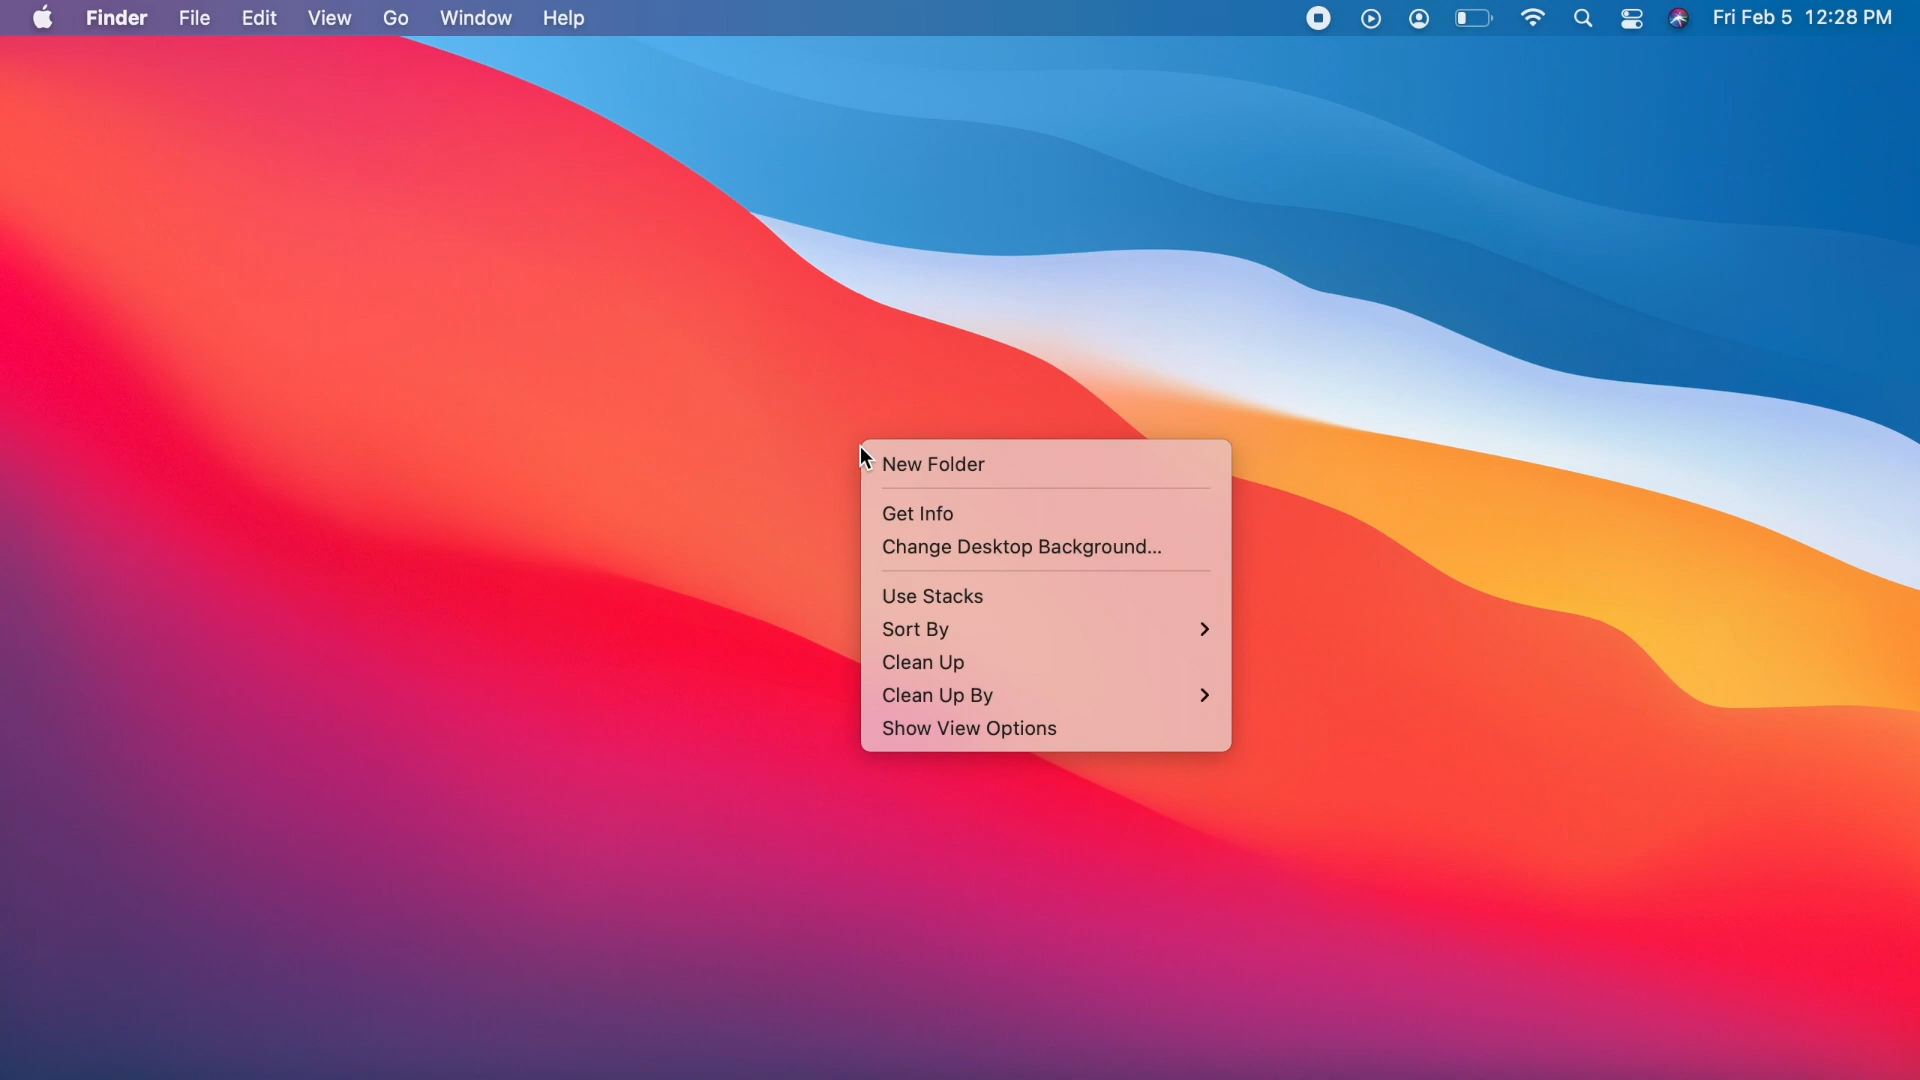 Finder File Edit View Go Window Help Fri Feb 5 12:28 PM
New Folder
Get Info
Change Desktop Background...
Use Stacks
Sort By
Clean Up
Clean Up By
Show View Options